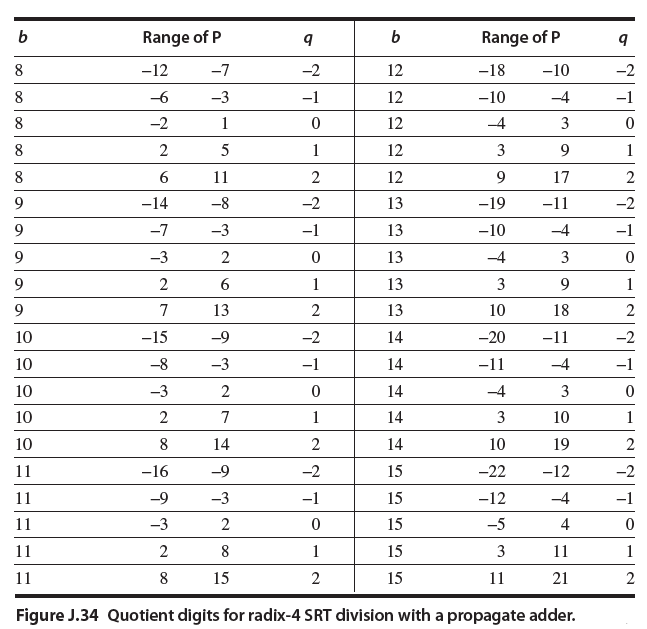 b Range of P q b Range of P q
8 –12 –7 –2 12 –18 –10 –2
8 –6 –3 –1 12 –10 –4 –1
8 –2 1 0 12 –4 3 0
8 2 5 1 12 3 9 1
8 6 11 2 12 9 17 2
9 –14 –8 –2 13 –19 –11 –2
9 –7 –3 –1 13 –10 –4 –1
9 –3 2 0 13 –4 3 0
9 2 6 1 13 3 9 1
9 7 13 2 13 10 18 2
10 –15 –9 –2 14 –20 –11 –2
10 –8 –3 –1 14 –11 –4 –1
10 –3 2 0 14 –4 3 0
10 2 7 1 14 3 10 1
10 8 14 2 14 10 19 2
11 –16 –9 –2 15 –22 –12 –2
11 –9 –3 –1 15 –12 –4 –1
11 –3 2 0 15 –5 4 0
11 2 8 1 15 3 11 1
11 8 15 2 15 11 21 2
Figure J.34 Quotient digits for radix-4 SRT division with a propagate adder.